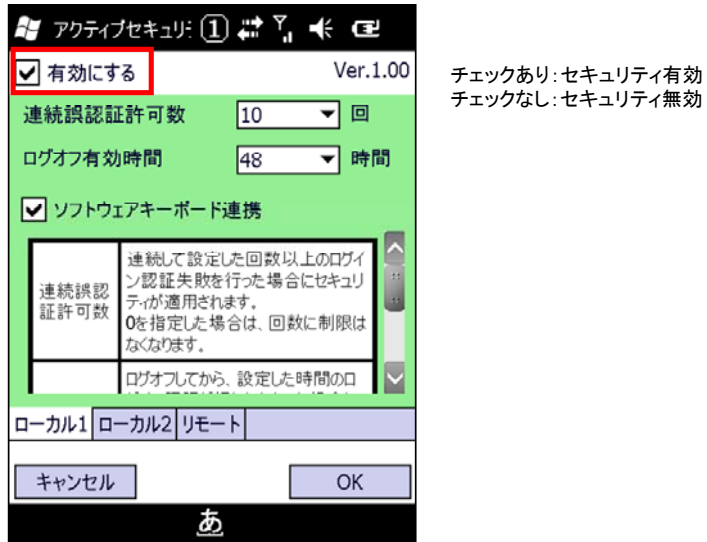 アクティブセキュリ 1
有効にする Ver.1.00
チェックあり:セキュリティ有効
チェックなし:セキュリティ無効
連続誤認証許可数 10 回
ログオフ有効時間 48 時間
ソフトウェアキーボード連携
連続誤認
証許可数
連続して設定した回数以上のログイ
ン認証失敗を行った場合にセキュリ
ティが適用されます。
0を指定した場合は、回数に制限は
なくなります。
ログオフしてから、設定した時間のロ
ローカル1 ローカル2 リモート
キャンセル OK
あ